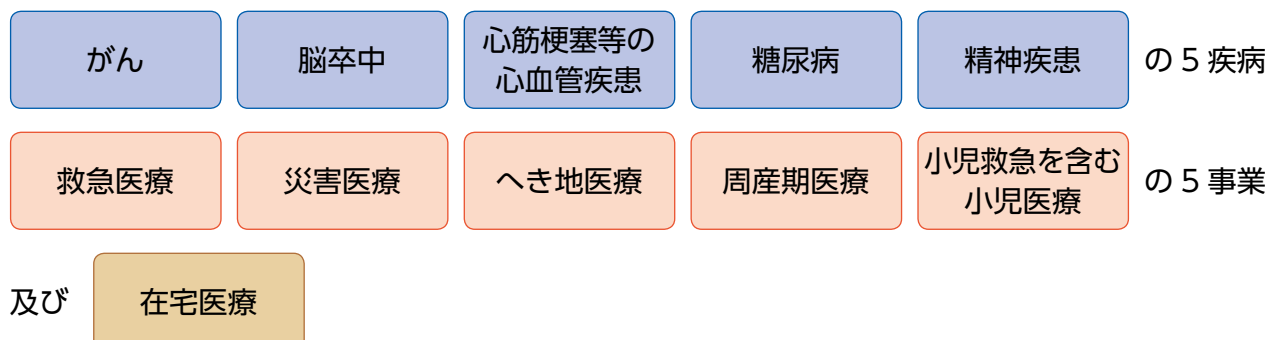 がん
脳卒中
心筋梗塞等の
心血管疾患
糖尿病
精神疾患
の5疾病
救急医療
災害医療
へき地医療
周産期医療
小児救急を含む
小児医療
の5事業
及び
在宅医療